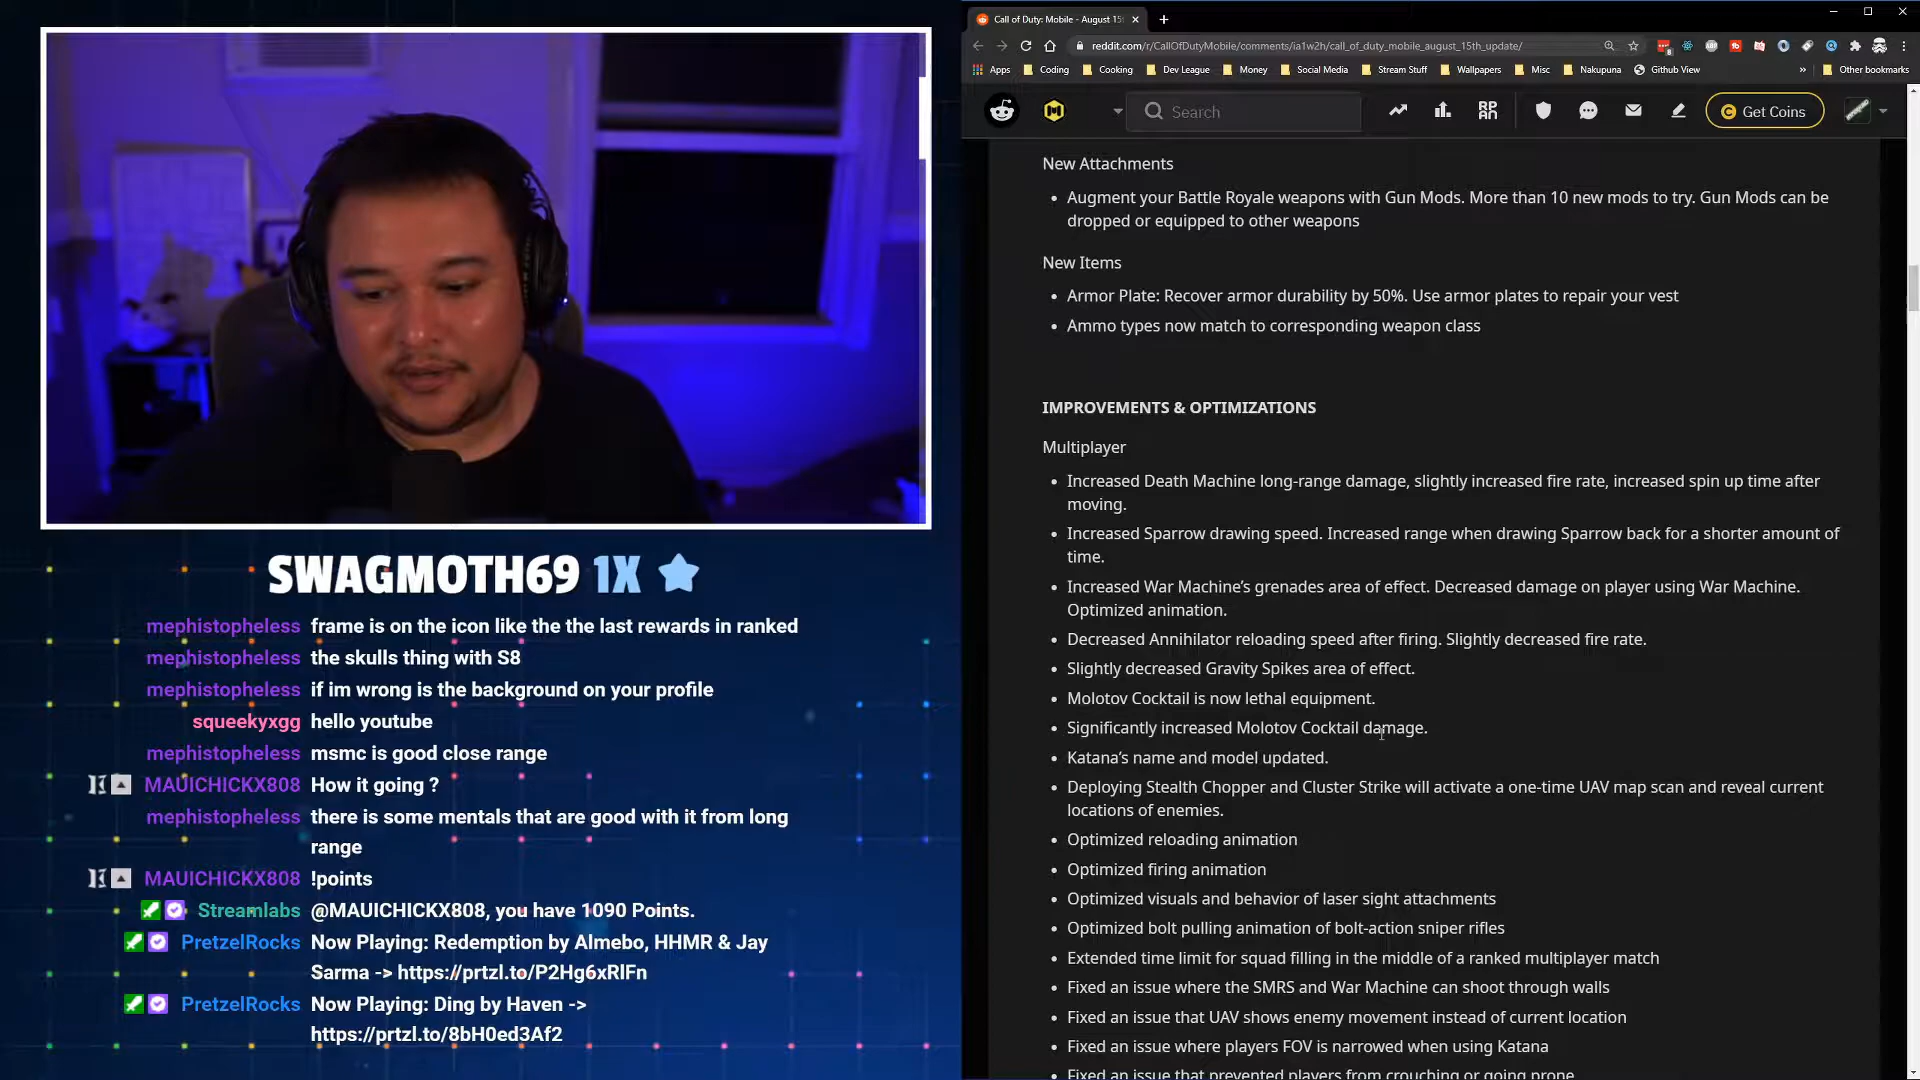 SWAGMOTH69 1X
mephistopheless frame is on the icon like the the last rewards in ranked
mephistopheless the skulls thing with S8
mephistopheless if im wrong is the background on your profile
squeekyxgg hello youtube
mephistopheless msmc is good close range
MAUICHICKX808 How it going ?
mephistopheless there is some mentals that are good with it from long
range
MAUICHICKX808 !points
Streamlabs @MAUICHICKX808, you have 1090 Points.
PretzelRocks Now Playing: Redemption by Almebo, HHMR & Jay
Sarma -> https://prtzl.to/P2Hg6xRlFn
PretzelRocks Now Playing: Ding by Haven ->
https://prtzl.to/8bH0ed3Af2
Call of Duty: Mobile - August 15
reddit.com/r/CallOfDutyMobile/comments/ia1w2h/call_of_duty_mobile_august_15th_update/
Apps Coding Cooking Dev League Money Social Media Stream Stuff Wallpapers Misc Nakupuna Github View » Other bookmarks
Search Get Coins
New Attachments
• Augment your Battle Royale weapons with Gun Mods. More than 10 new mods to try. Gun Mods can be
dropped or equipped to other weapons
New Items
• Armor Plate: Recover armor durability by 50%. Use armor plates to repair your vest
• Ammo types now match to corresponding weapon class
IMPROVEMENTS & OPTIMIZATIONS
Multiplayer
• Increased Death Machine long-range damage, slightly increased fire rate, increased spin up time after
moving.
• Increased Sparrow drawing speed. Increased range when drawing Sparrow back for a shorter amount of
time.
• Increased War Machine’s grenades area of effect. Decreased damage on player using War Machine.
Optimized animation.
• Decreased Annihilator reloading speed after firing. Slightly decreased fire rate.
• Slightly decreased Gravity Spikes area of effect.
• Molotov Cocktail is now lethal equipment.
• Significantly increased Molotov Cocktail damage.
• Katana’s name and model updated.
• Deploying Stealth Chopper and Cluster Strike will activate a one-time UAV map scan and reveal current
locations of enemies.
• Optimized reloading animation
• Optimized firing animation
• Optimized visuals and behavior of laser sight attachments
• Optimized bolt pulling animation of bolt-action sniper rifles
• Extended time limit for squad filling in the middle of a ranked multiplayer match
• Fixed an issue where the SMRS and War Machine can shoot through walls
• Fixed an issue that UAV shows enemy movement instead of current location
• Fixed an issue where players FOV is narrowed when using Katana
• Fixed an issue that prevented players from crouching or going prone